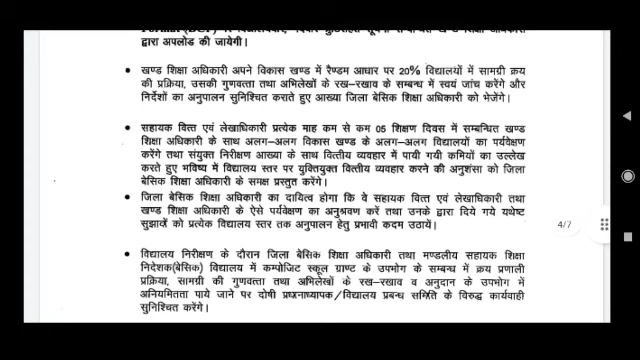 द्वारा अपलोड की जायेगी।
• खण्ड शिक्षा अधिकारी अपने विकास खण्ड में रैण्डम आधार पर 20% विद्यालयों में सामग्री क्रय
की प्रक्रिया, उसकी गुणवत्ता तथा अभिलेखों के रख-रखाव के सम्बन्ध में स्वयं जांच करेंगे और
निर्देशों का अनुपालन सुनिश्चित कराते हुए आख्या जिला बेसिक शिक्षा अधिकारी को भेजेंगे।
• सहायक वित्त एवं लेखाधिकारी प्रत्येक माह कम से कम 05 शिक्षण दिवस में सम्बन्धित खण्ड
शिक्षा अधिकारी के साथ अलग-अलग विकास खण्ड के अलग-अलग विद्यालयों का पर्यवेक्षण
करेंगे तथा संयुक्त निरीक्षण आख्या के साथ वित्तीय व्यवहार में पायी गयी कमियों का उल्लेख
करते हुए भविष्य में विद्यालय स्तर पर युक्तियुक्त वित्तीय व्यवहार करने की अनुशंसा को जिला
बेसिक शिक्षा अधिकारी के समक्ष प्रस्तुत करेंगे।
• जिला बेसिक शिक्षा अधिकारी का दायित्व होगा कि वे सहायक वित्त एवं लेखाधिकारी तथा
खण्ड शिक्षा अधिकारी के ऐसे पर्यवेक्षण का अनुश्रवण करें तथा उनके द्वारा दिये गये यथेष्ट
सुझावों को प्रत्येक विद्यालय स्तर तक अनुपालन हेतु प्रभावी कदम उठायें।
4/7
• विद्यालय निरीक्षण के दौरान जिला बेसिक शिक्षा अधिकारी तथा मण्डलीय सहायक शिक्षा
निदेशक(बेसिक) विद्यालय में कम्पोजिट स्कूल ग्राण्ट के उपभोग के सम्बन्ध में क्रय प्रणाली
प्रक्रिया, सामग्री की गुणवत्ता तथा अभिलेखों के रख-रखाव व अनुदान के उपभोग में
अनियमितता पाये जाने पर दोषी प्रधानाध्यापक/विद्यालय प्रबन्ध समिति के विरुद्ध कार्यवाही
सुनिश्चित करेंगे।